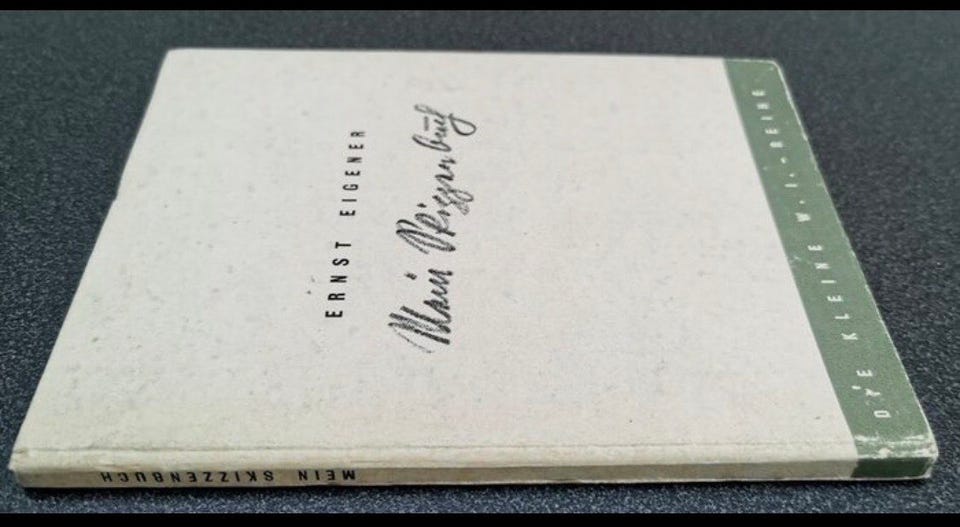 ERNST EIGENER
Mein Skizzenbuch
DIE KLEINE W.I.-REIHE
MEIN SKIZZENBUCH